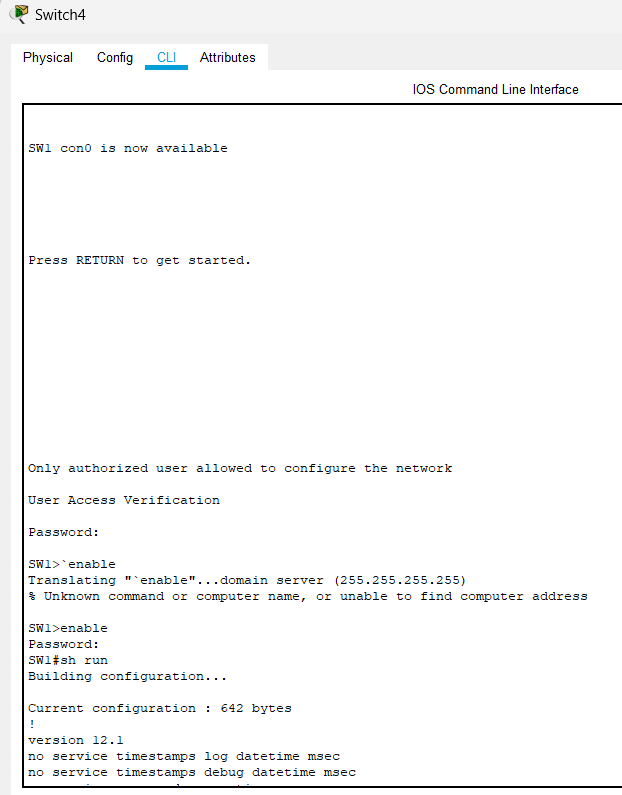 Switch4
Physical Config CLI Attributes
IOS Command Line Interface
SW1 con0 is now available
Press RETURN to get started.
Only authorized user allowed to configure the network
User Access Verification
Password:
SW1>`enable
Translating "`enable"...domain server (255.255.255.255)
% Unknown command or computer name, or unable to find computer address
SW1>enable
Password:
SW1#sh run
Building configuration...
Current configuration : 642 bytes
!
version 12.1
no service timestamps log datetime msec
no service timestamps debug datetime msec